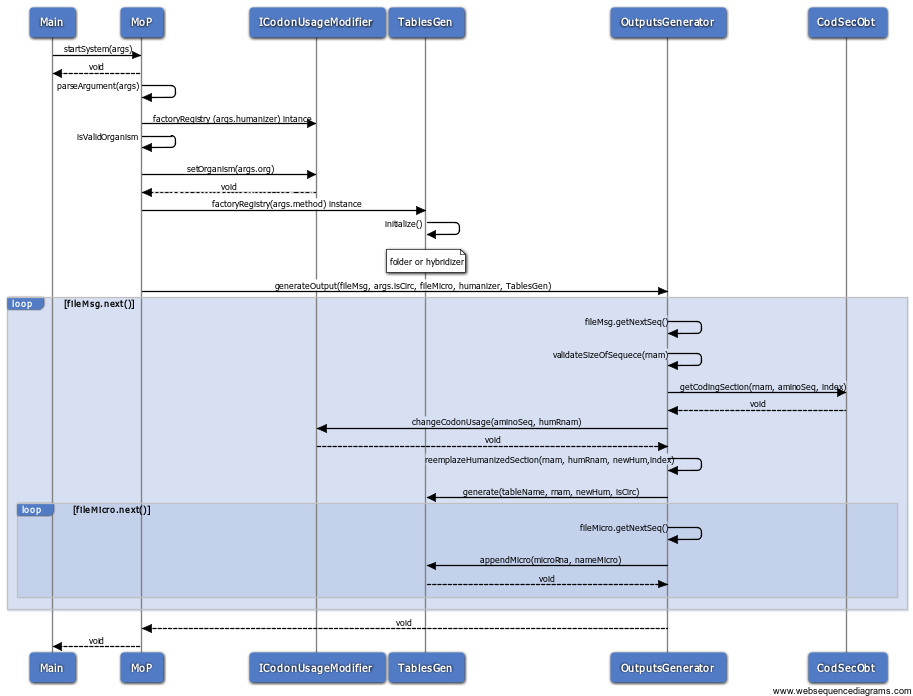 Main MoP ICodonUsageModifier TablesGen OutputsGenerator CodSecObt
startSystem(args)
void
parseArgument(args)
factoryRegistry (args.humanizer) intance
isValidOrganism
setOrganism(args.org)
void
factoryRegistry(args.method) instance
initialize()
folder or hybridizer
generateOutput(fileMsg, args.isCirc, fileMicro, humanizer, TablesGen)
loop [fileMsg.next()]
fileMsg.getNextSeq()
validateSizeOfSequece(rnam)
getCodingSection(rnam, aminoSeq, index)
void
changeCodonUsage(aminoSeq, humRnam)
void
reemplazeHumanizedSection(rnam, humRnam, newHum,index)
generate(tableName, rnam, newHum, isCirc)
loop [fileMicro.next()]
fileMicro.getNextSeq()
appendMicro(microRna, nameMicro)
void
void
void
Main MoP ICodonUsageModifier TablesGen OutputsGenerator CodSecObt
www.websequencediagrams.com